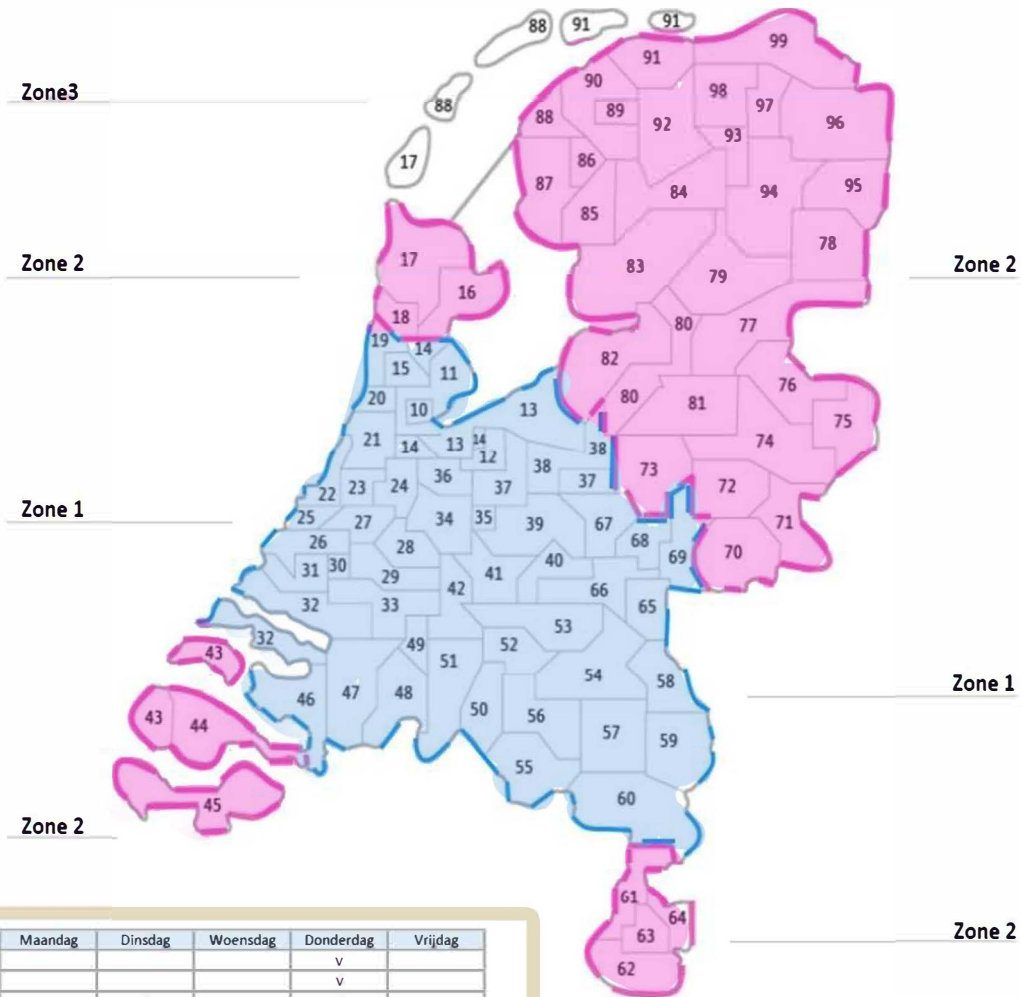 88 91 91
99
91
Zone3
90
98
88 89 97
88 92 93 96
17 86
87 84 94 95
85
17 78
Zone 2 83 79 Zone 2
16
18 80 77
19 14
15 11 82
76
20 10 13 80 81
75
21 14 13 14 12 38 74
38 73
22 23 24 36 37 37 72
Zone 1 25 27 34 35 39 67 71
26 28 68 70
31 30 40 69
29 41
32 33 42 66 65
32 53
43 49 52
51 54
46 47 48 58 Zone 1
43 44 50 56
57 59
55
45 60
Zone 2
61
64
63 Zone 2
62
Maandag Dinsdag Woensdag Donderdag Vrijdag
v
v